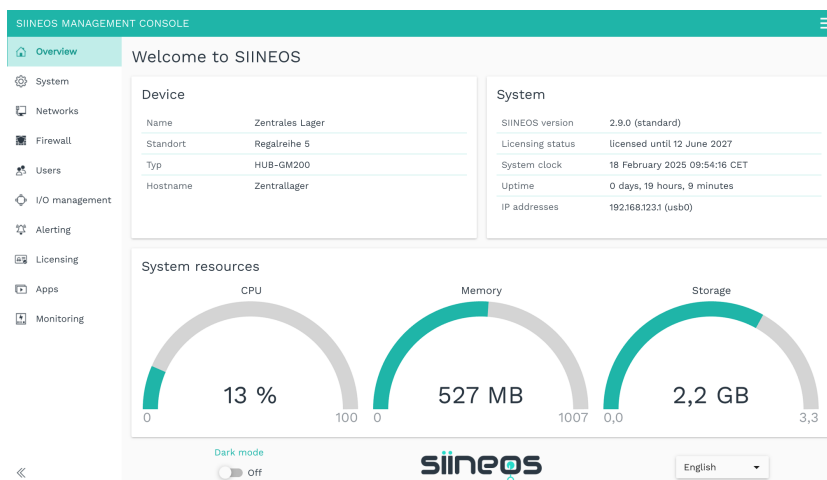 SIINEOS MANAGEMENT CONSOLE
Overview
System
Networks
Firewall
Users
I/O management
Alerting
Licensing
Apps
Monitoring
Welcome to SIINEOS
Device
Name Zentrales Lager
Standort Regalreihe 5
Typ HUB-GM200
Hostname Zentrallager
System
SIINEOS version 2.9.0 (standard)
Licensing status licensed until 12 June 2027
System clock 18 February 2025 09:54:16 CET
Uptime 0 days, 19 hours, 9 minutes
IP addresses 192.168.123.1 (usb0)
System resources
CPU
13 %
0 100
Memory
527 MB
0 1007
Storage
2,2 GB
0,0 3,3
Dark mode
Off
siineos
English